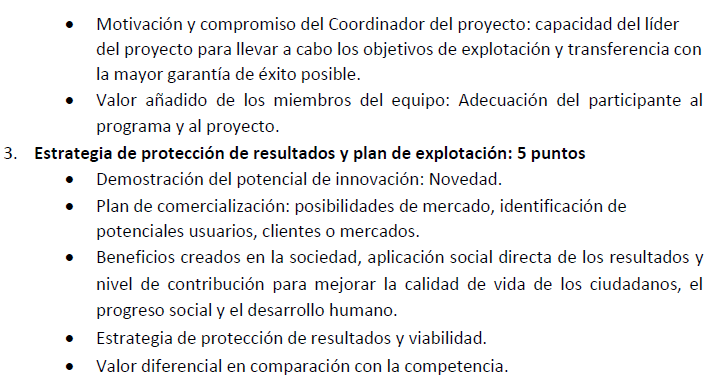 • Motivación y compromiso del Coordinador del proyecto: capacidad del líder
del proyecto para llevar a cabo los objetivos de explotación y transferencia con
la mayor garantía de éxito posible.
• Valor añadido de los miembros del equipo: Adecuación del participante al
programa y al proyecto.
3. Estrategia de protección de resultados y plan de explotación: 5 puntos
• Demostración del potencial de innovación: Novedad.
• Plan de comercialización: posibilidades de mercado, identificación de
potenciales usuarios, clientes o mercados.
• Beneficios creados en la sociedad, aplicación social directa de los resultados y
nivel de contribución para mejorar la calidad de vida de los ciudadanos, el
progreso social y el desarrollo humano.
• Estrategia de protección de resultados y viabilidad.
• Valor diferencial en comparación con la competencia.